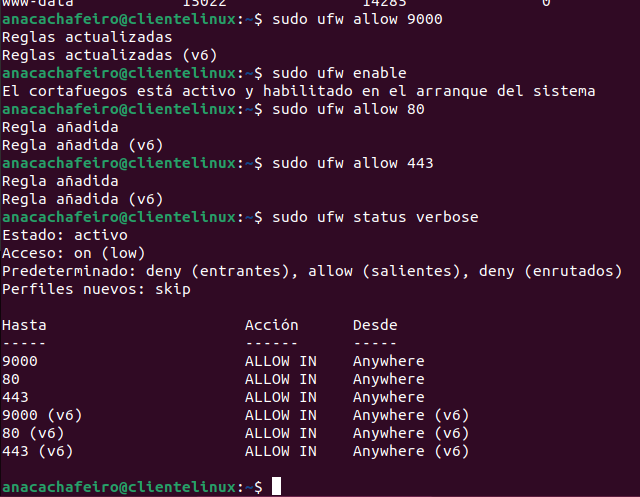 www-data            15022               14285               0
anacachafeiro@clientelinux:~$ sudo ufw allow 9000
Reglas actualizadas
Reglas actualizadas (v6)
anacachafeiro@clientelinux:~$ sudo ufw enable
El cortafuegos está activo y habilitado en el arranque del sistema
anacachafeiro@clientelinux:~$ sudo ufw allow 80
Regla añadida
Regla añadida (v6)
anacachafeiro@clientelinux:~$ sudo ufw allow 443
Regla añadida
Regla añadida (v6)
anacachafeiro@clientelinux:~$ sudo ufw status verbose
Estado: activo
Acceso: on (low)
Predeterminado: deny (entrantes), allow (salientes), deny (enrutados)
Perfiles nuevos: skip
Hasta                      Acción      Desde
-----                      ------      -----
9000                       ALLOW IN    Anywhere
80                         ALLOW IN    Anywhere
443                        ALLOW IN    Anywhere
9000 (v6)                  ALLOW IN    Anywhere (v6)
80 (v6)                    ALLOW IN    Anywhere (v6)
443 (v6)                   ALLOW IN    Anywhere (v6)
anacachafeiro@clientelinux:~$